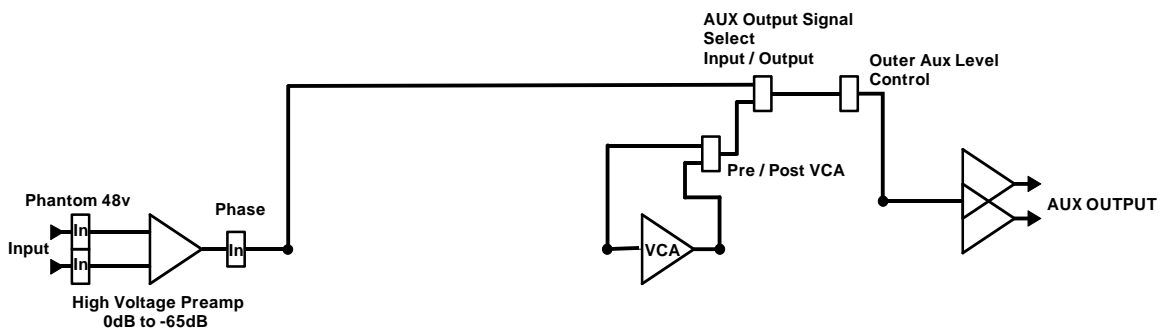 AUX Output Signal
Select
Input / Output
Outer Aux Level
Control
Pre / Post VCA
Phantom 48v
Phase
AUX OUTPUT
In
Input
In
VCA
In
High Voltage Preamp
0dB to -65dB